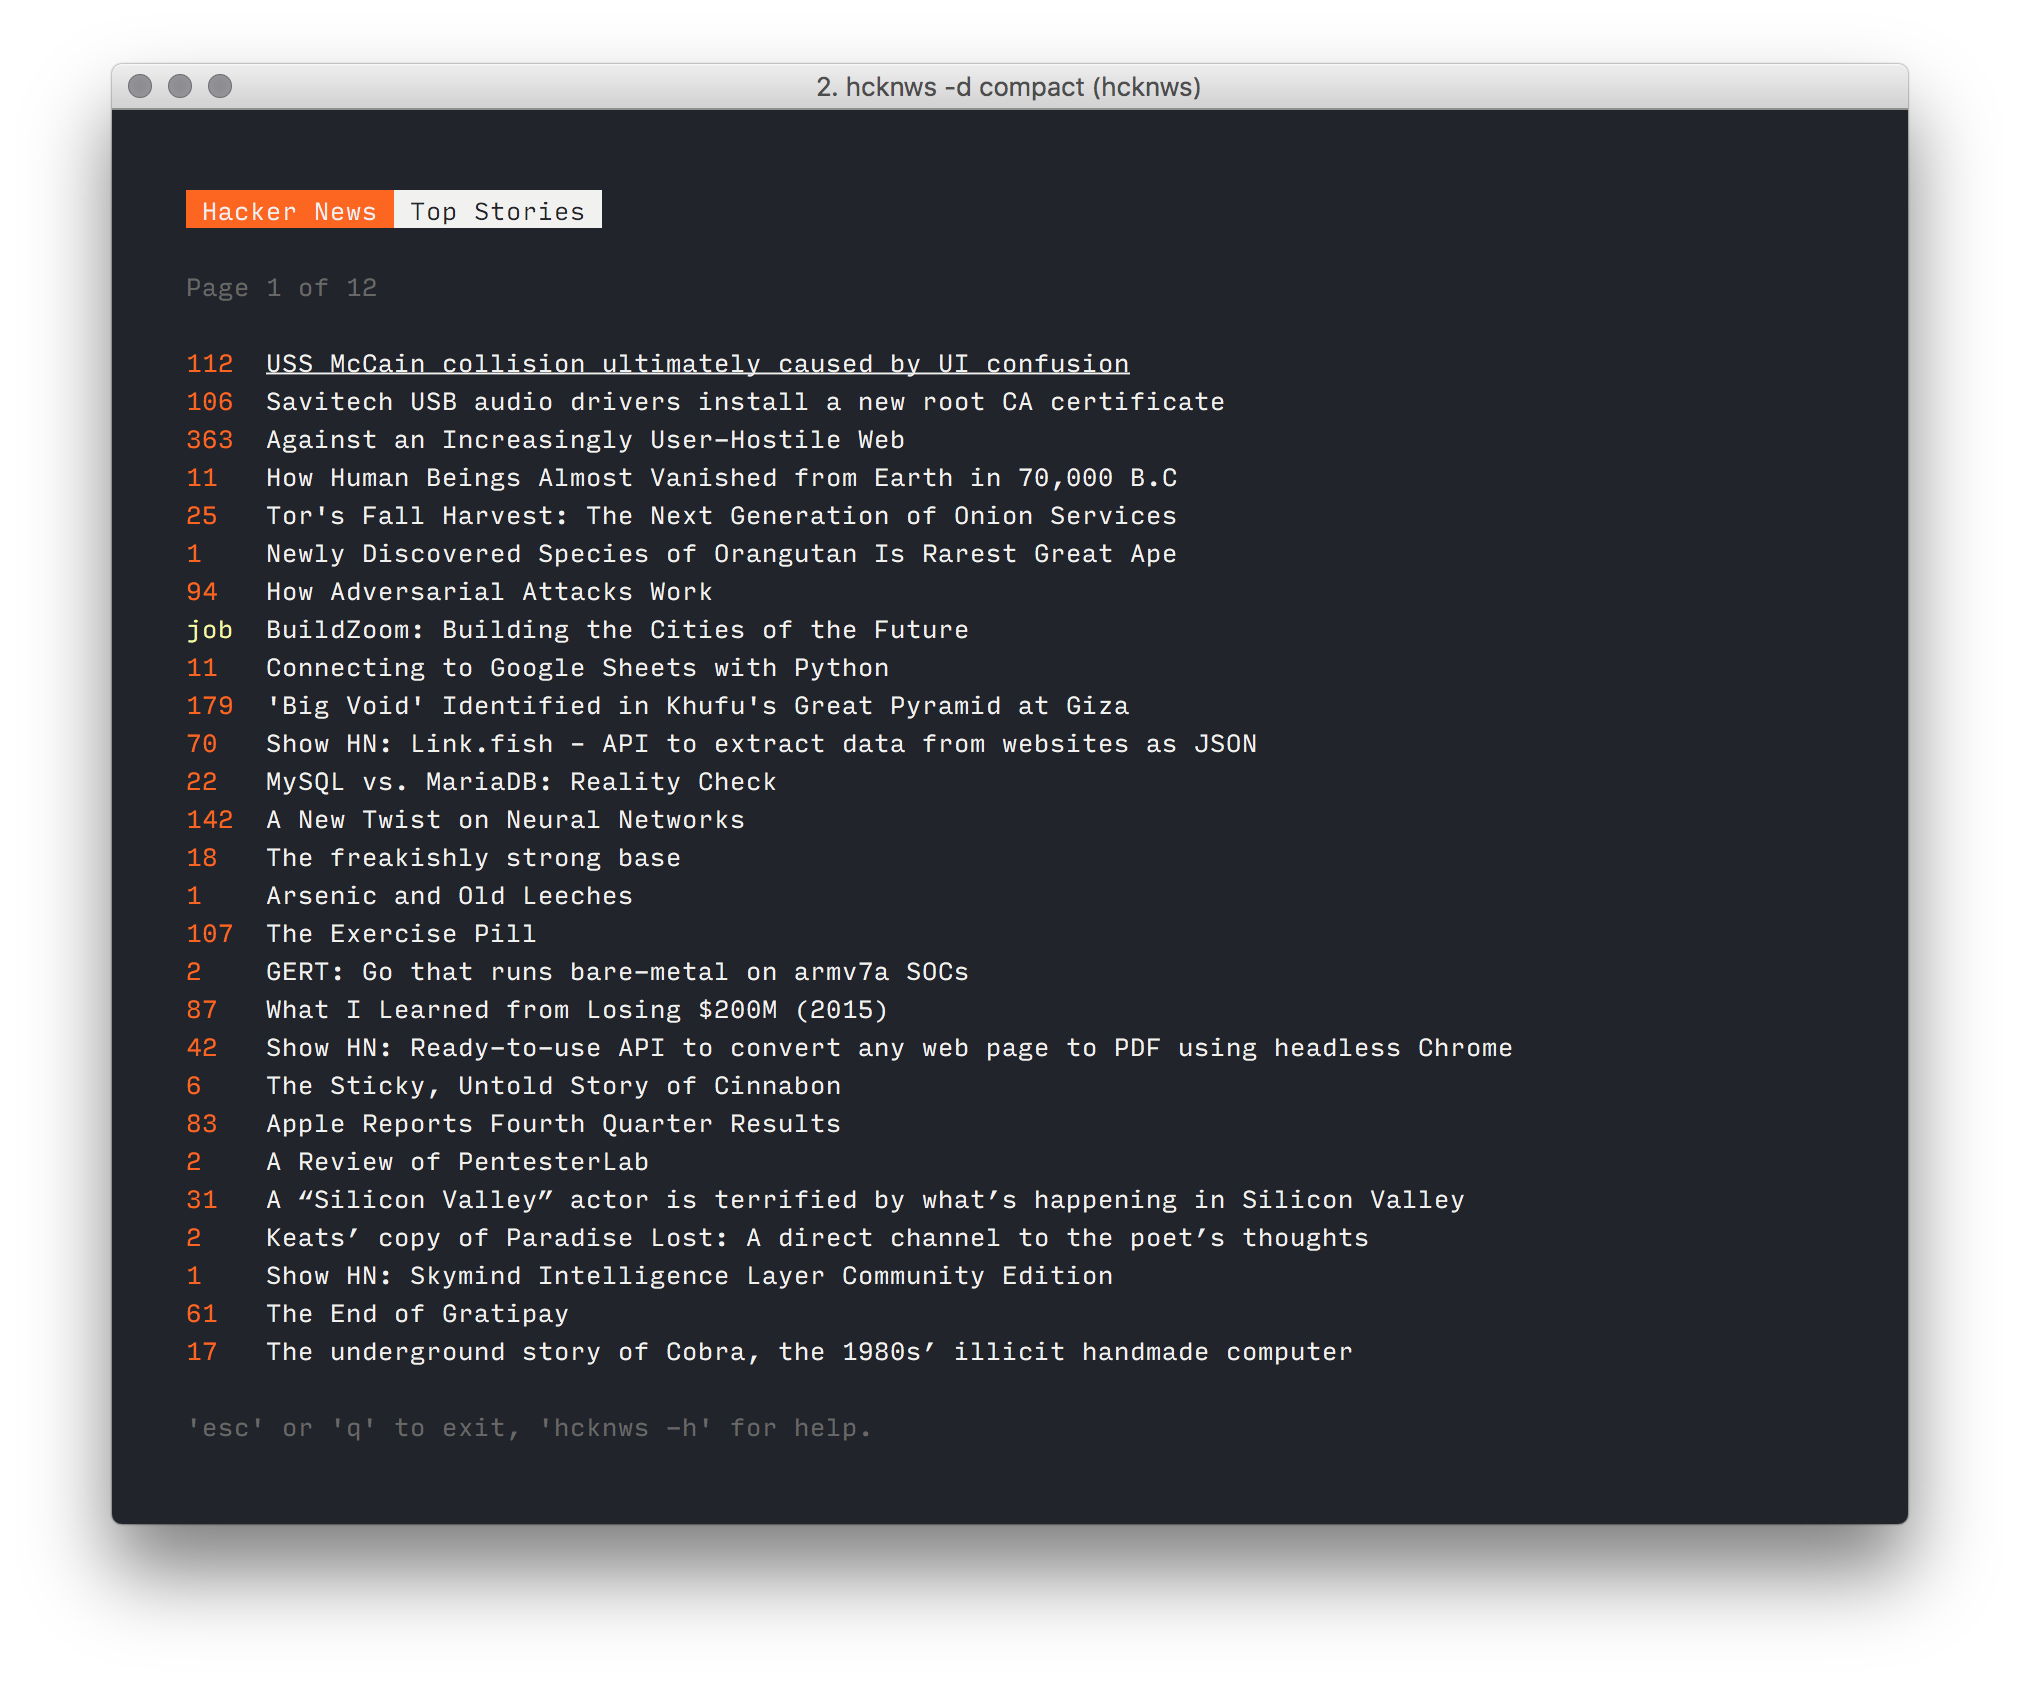 2. hcknws -d compact (hcknws)
Hacker News Top Stories
Page 1 of 12
112 USS McCain collision ultimately caused by UI confusion
106 Savitech USB audio drivers install a new root CA certificate
363 Against an Increasingly User-Hostile Web
11 How Human Beings Almost Vanished from Earth in 70,000 B.C
25 Tor's Fall Harvest: The Next Generation of Onion Services
1 Newly Discovered Species of Orangutan Is Rarest Great Ape
94 How Adversarial Attacks Work
job BuildZoom: Building the Cities of the Future
11 Connecting to Google Sheets with Python
179 'Big Void' Identified in Khufu's Great Pyramid at Giza
70 Show HN: Link.fish – API to extract data from websites as JSON
22 MySQL vs. MariaDB: Reality Check
142 A New Twist on Neural Networks
18 The freakishly strong base
1 Arsenic and Old Leeches
107 The Exercise Pill
2 GERT: Go that runs bare-metal on armv7a SOCs
87 What I Learned from Losing $200M (2015)
42 Show HN: Ready-to-use API to convert any web page to PDF using headless Chrome
6 The Sticky, Untold Story of Cinnabon
83 Apple Reports Fourth Quarter Results
2 A Review of PentesterLab
31 A “Silicon Valley” actor is terrified by what’s happening in Silicon Valley
2 Keats’ copy of Paradise Lost: A direct channel to the poet’s thoughts
1 Show HN: Skymind Intelligence Layer Community Edition
61 The End of Gratipay
17 The underground story of Cobra, the 1980s’ illicit handmade computer
'esc' or 'q' to exit, 'hcknws -h' for help.